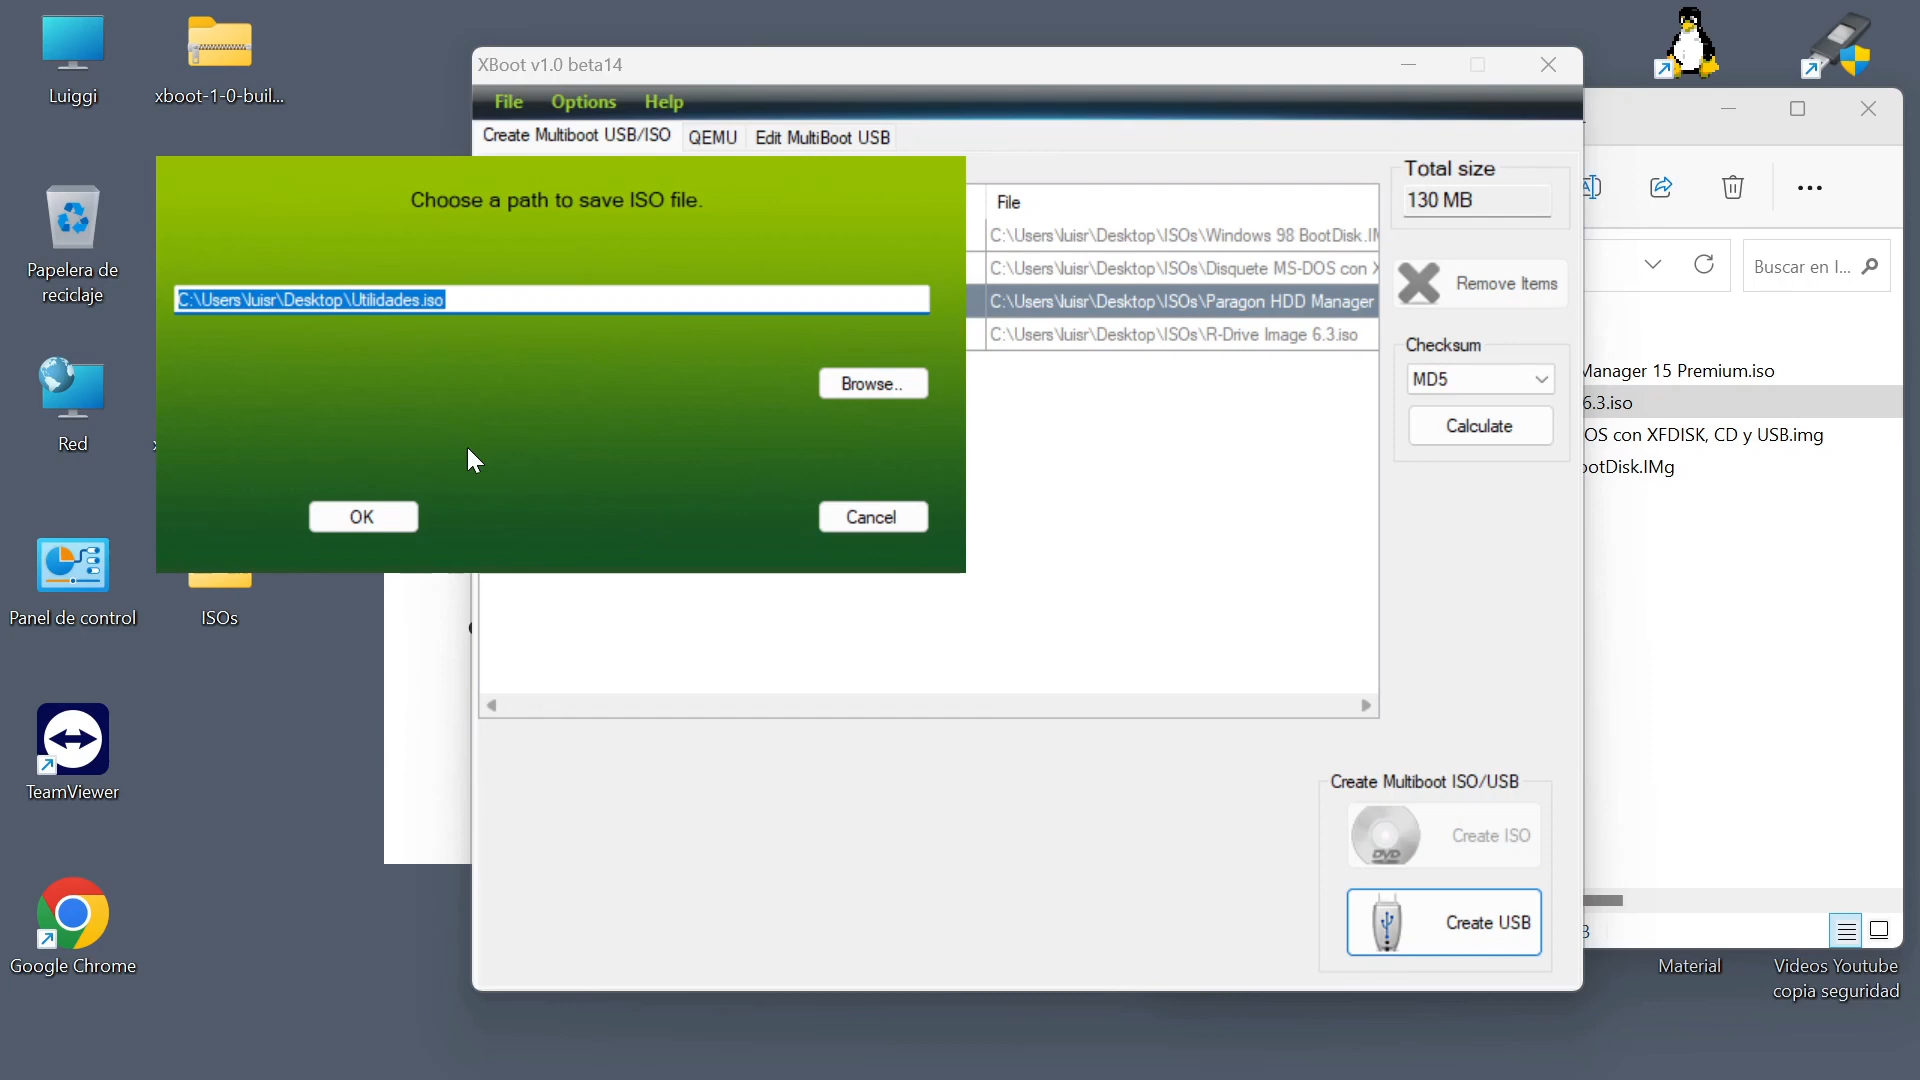 Luiggi
xboot-1-0-buil...
Papelera de
reciclaje
Red
Panel de control
ISOs
TeamViewer
Google Chrome
XBoot v1.0 beta14
File Options Help
Create Multiboot USB/ISO QEMU Edit MultiBoot USB
Choose a path to save ISO file.
C:\Users\luisr\Desktop\Utilidades.iso
Browse..
OK
Cancel
File
C:\Users\luisr\Desktop\ISOs\Windows 98 BootDisk.IM
C:\Users\luisr\Desktop\ISOs\Disquete MS-DOS con X
C:\Users\luisr\Desktop\ISOs\Paragon HDD Manager
C:\Users\luisr\Desktop\ISOs\R-Drive Image 6.3.iso
Total size
130 MB
Remove Items
Checksum
MD5
Calculate
Create Multiboot ISO/USB
DVD
Create ISO
Create USB
Buscar en I...
Manager 15 Premium.iso
6.3.iso
OS con XFDISK, CD y USB.img
ootDisk.IMg
Material
Videos Youtube
copia seguridad